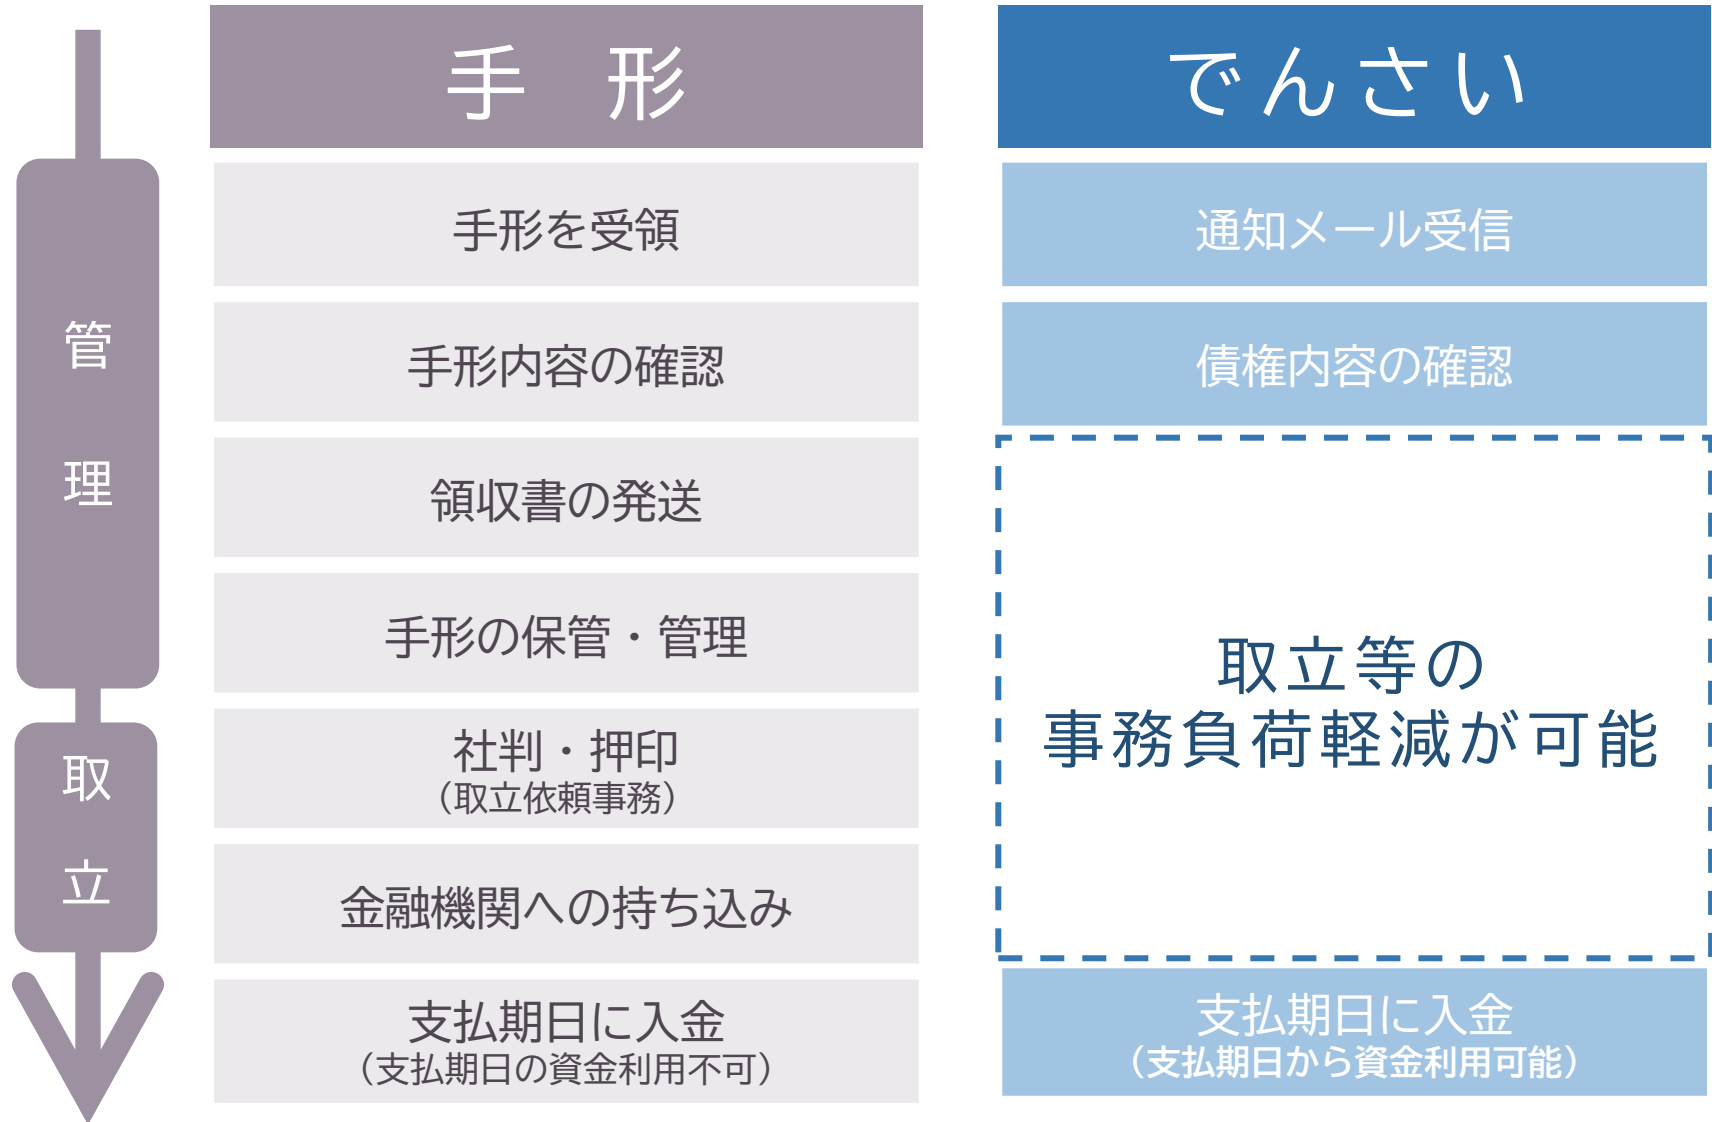 手　形
でんさい
管理
取立
手形を受領
手形内容の確認
領収書の発送
手形の保管・管理
社判・押印
（取立依頼事務）
金融機関への持ち込み
支払期日に入金
（支払期日の資金利用不可）
通知メール受信
債権内容の確認
取立等の
事務負荷軽減が可能
支払期日に入金
（支払期日から資金利用可能）